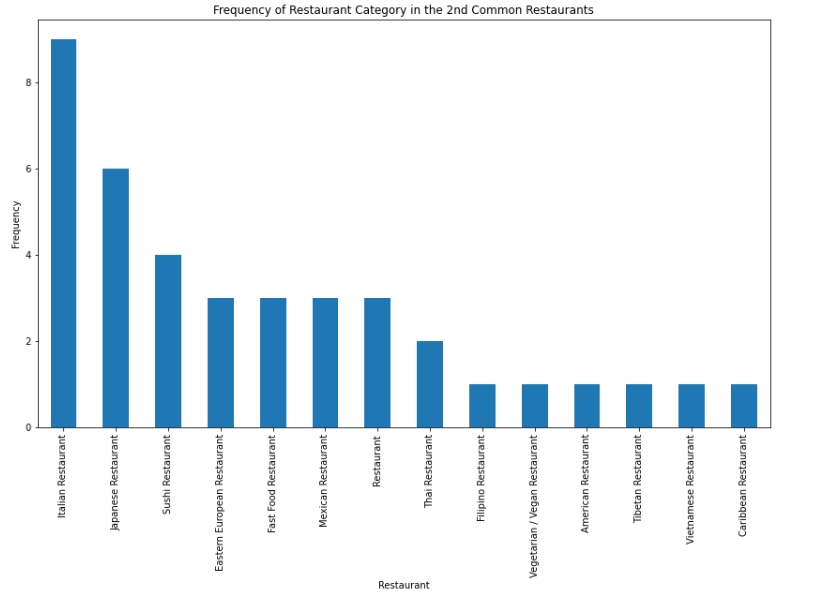 Frequency of Restaurant Category in the 2nd Common Restaurants
Frequency
8
6
4
2
0
Italian Restaurant
Japanese Restaurant
Sushi Restaurant
Eastern European Restaurant
Fast Food Restaurant
Mexican Restaurant
Restaurant
Thai Restaurant
Filipino Restaurant
Vegetarian / Vegan Restaurant
American Restaurant
Tibetan Restaurant
Vietnamese Restaurant
Caribbean Restaurant
Restaurant